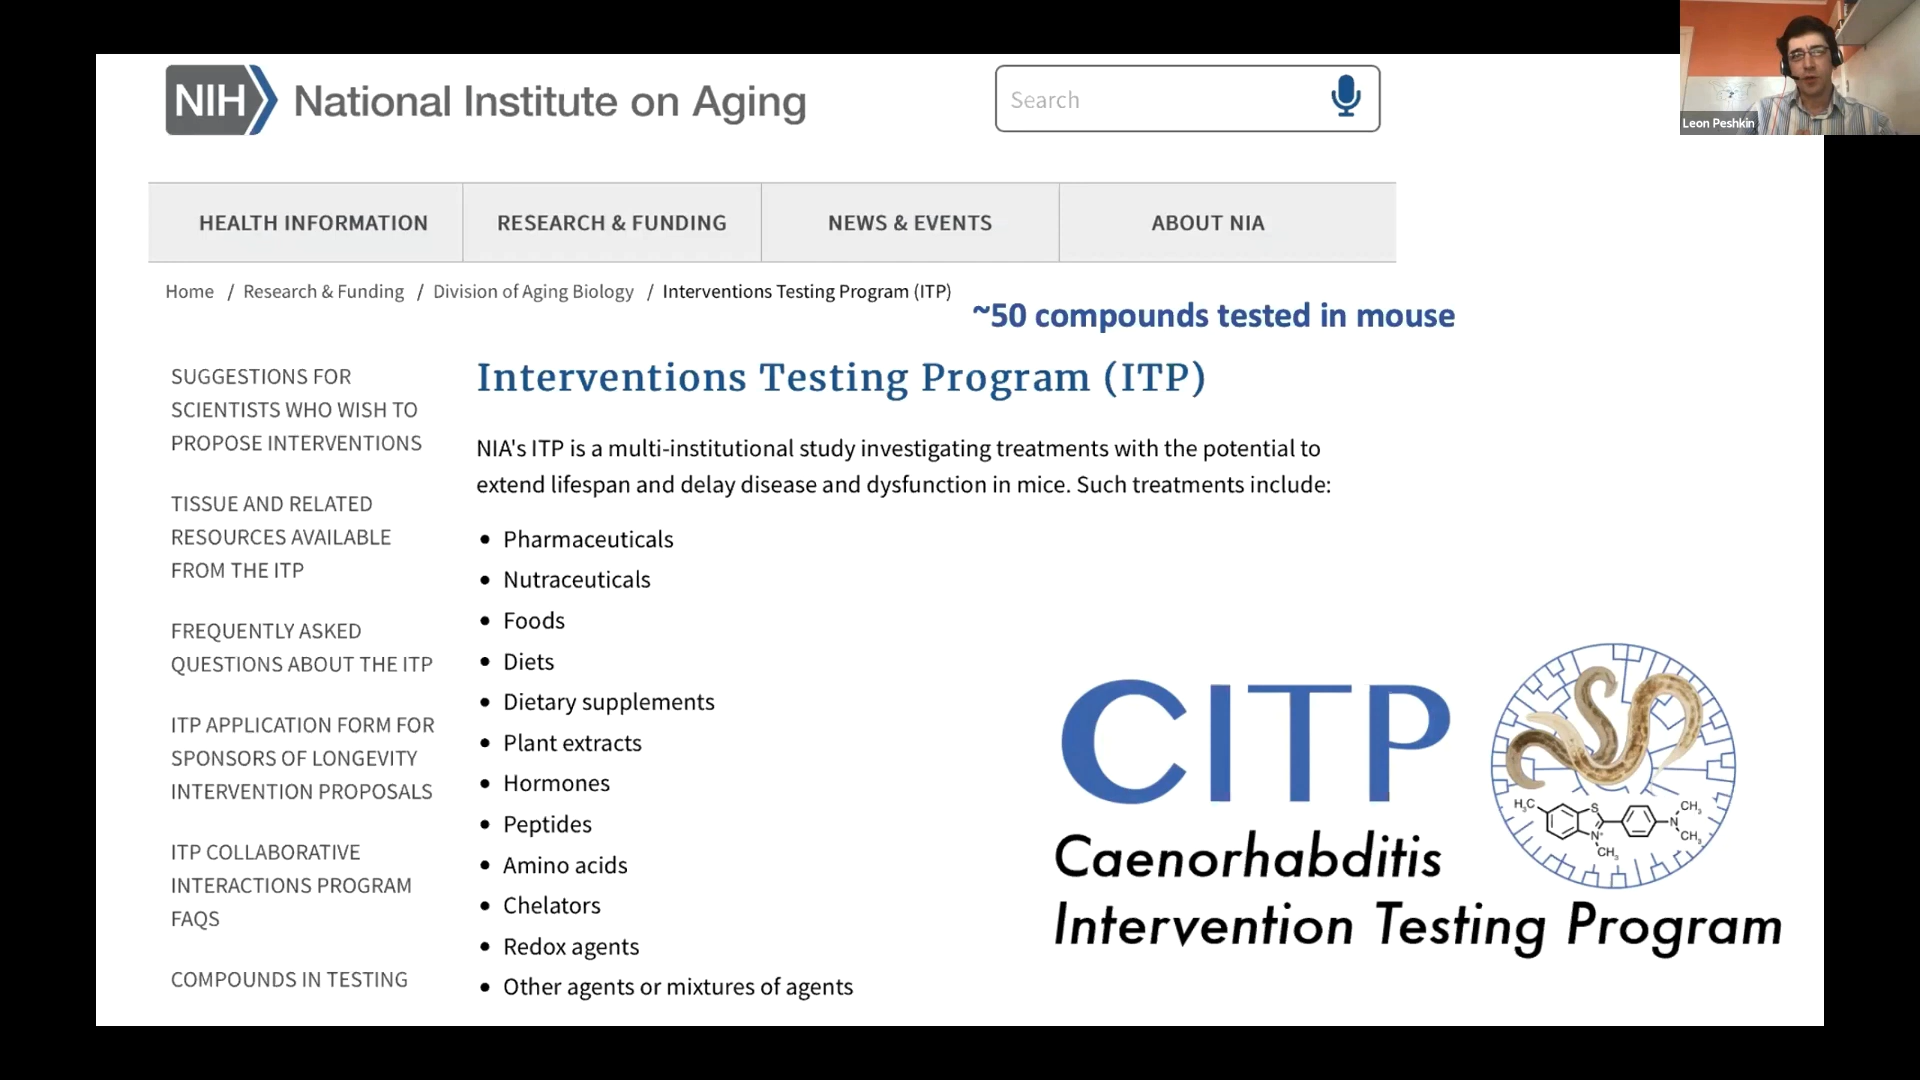 NIH National Institute on Aging
Search
Leon Peshkin
HEALTH INFORMATION
RESEARCH & FUNDING
NEWS & EVENTS
ABOUT NIA
Home / Research & Funding / Division of Aging Biology / Interventions Testing Program (ITP)
~50 compounds tested in mouse
SUGGESTIONS FOR
SCIENTISTS WHO WISH TO
PROPOSE INTERVENTIONS
TISSUE AND RELATED
RESOURCES AVAILABLE
FROM THE ITP
FREQUENTLY ASKED
QUESTIONS ABOUT THE ITP
ITP APPLICATION FORM FOR
SPONSORS OF LONGEVITY
INTERVENTION PROPOSALS
ITP COLLABORATIVE
INTERACTIONS PROGRAM
FAQS
COMPOUNDS IN TESTING
Interventions Testing Program (ITP)
NIA's ITP is a multi-institutional study investigating treatments with the potential to
extend lifespan and delay disease and dysfunction in mice. Such treatments include:
• Pharmaceuticals
• Nutraceuticals
• Foods
• Diets
• Dietary supplements
• Plant extracts
• Hormones
• Peptides
• Amino acids
• Chelators
• Redox agents
• Other agents or mixtures of agents
CITP
Caenorhabditis
Intervention Testing Program
H₃C
S
N⁺
CH₃
N
CH₃
CH₃